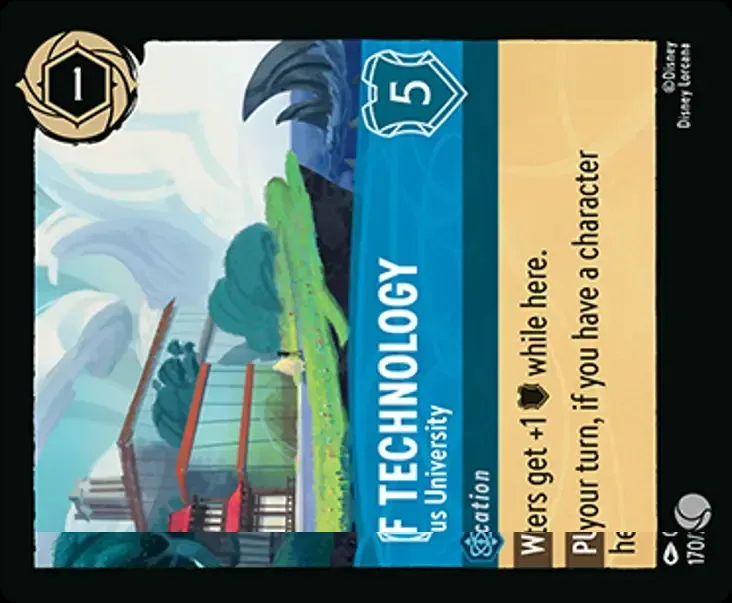 1
5
F TECHNOLOGY
us University
cation
ters get +1 while here.
your turn, if you have a character
he
170/
©Disney
Disney Lorcana